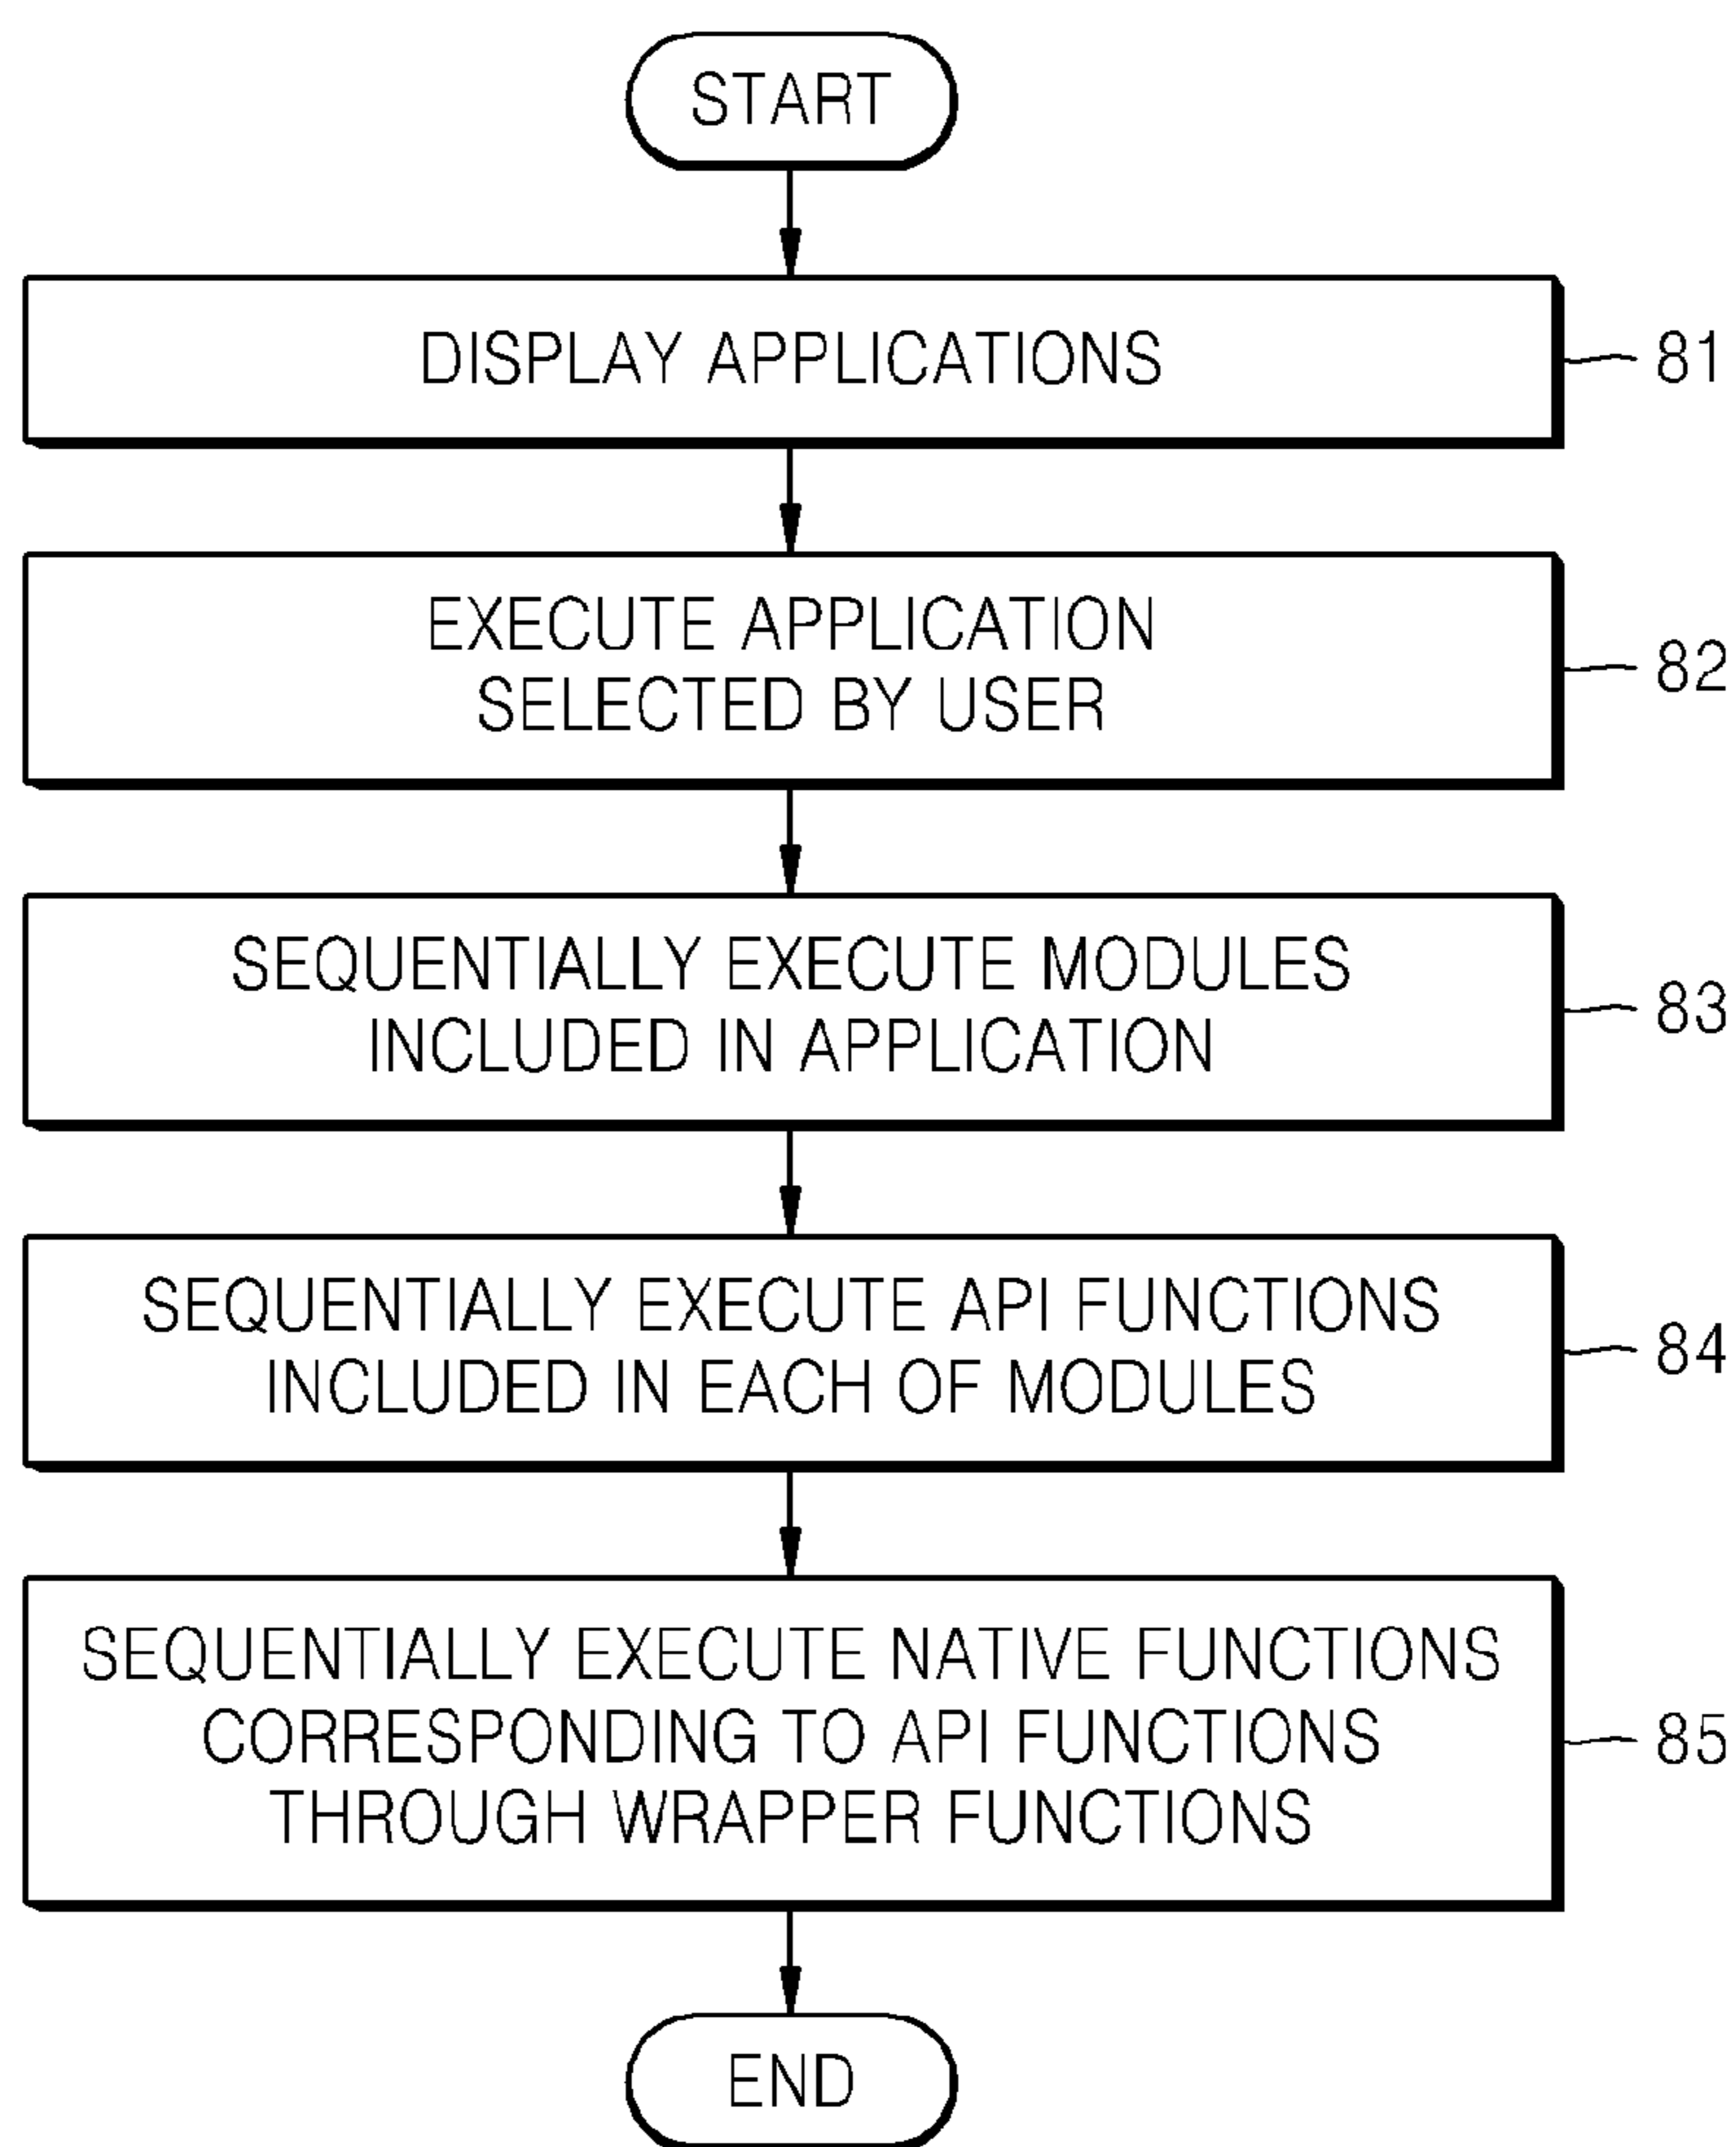 START
DISPLAY APPLICATIONS
81
EXECUTE APPLICATION
SELECTED BY USER
82
SEQUENTIALLY EXECUTE MODULES
INCLUDED IN APPLICATION
83
SEQUENTIALLY EXECUTE API FUNCTIONS
INCLUDED IN EACH OF MODULES
84
SEQUENTIALLY EXECUTE NATIVE FUNCTIONS
CORRESPONDING TO API FUNCTIONS
THROUGH WRAPPER FUNCTIONS
85
END